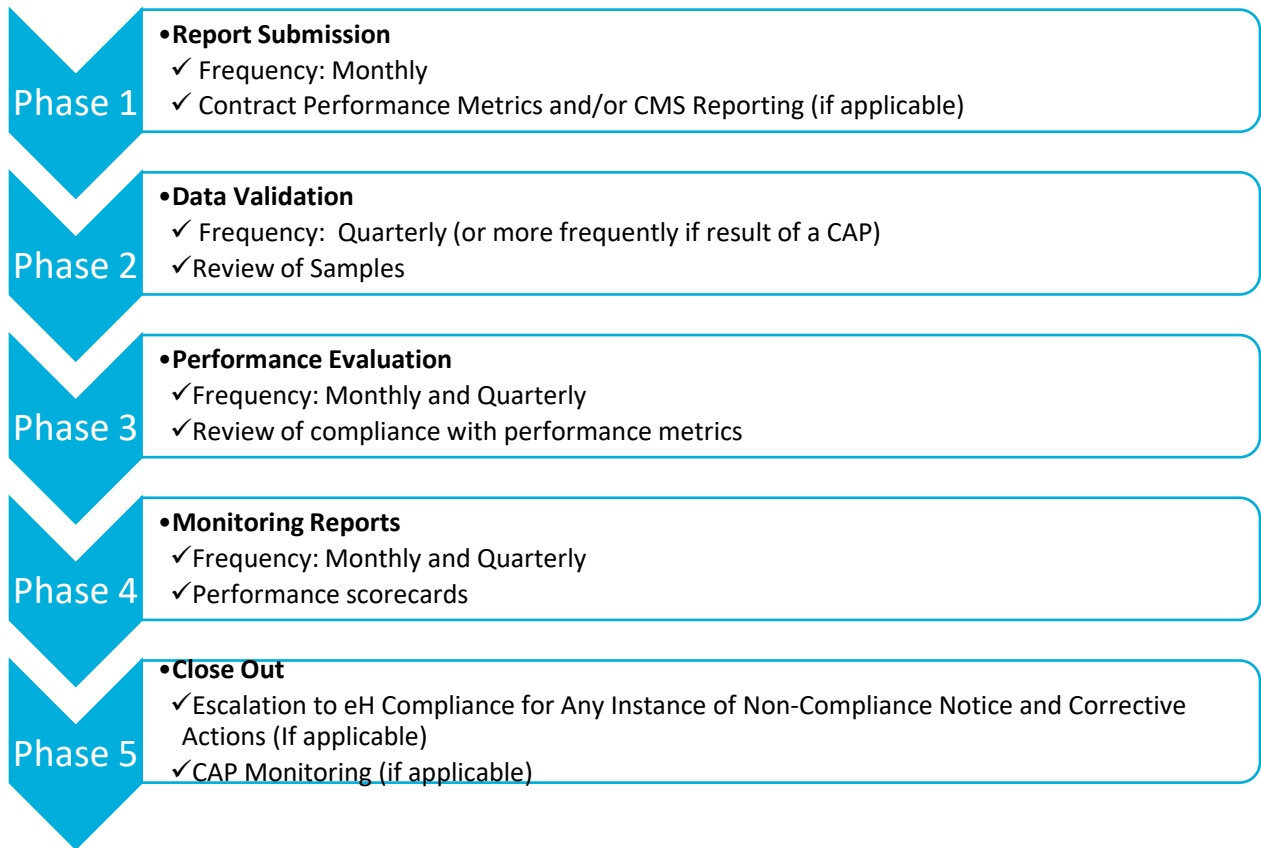 Phase 1
•Report Submission
✓ Frequency: Monthly
✓ Contract Performance Metrics and/or CMS Reporting (if applicable)
Phase 2
•Data Validation
✓ Frequency: Quarterly (or more frequently if result of a CAP)
✓Review of Samples
Phase 3
•Performance Evaluation
✓Frequency: Monthly and Quarterly
✓Review of compliance with performance metrics
Phase 4
•Monitoring Reports
✓Frequency: Monthly and Quarterly
✓Performance scorecards
Phase 5
•Close Out
✓Escalation to eH Compliance for Any Instance of Non-Compliance Notice and Corrective
Actions (If applicable)
✓CAP Monitoring (if applicable)